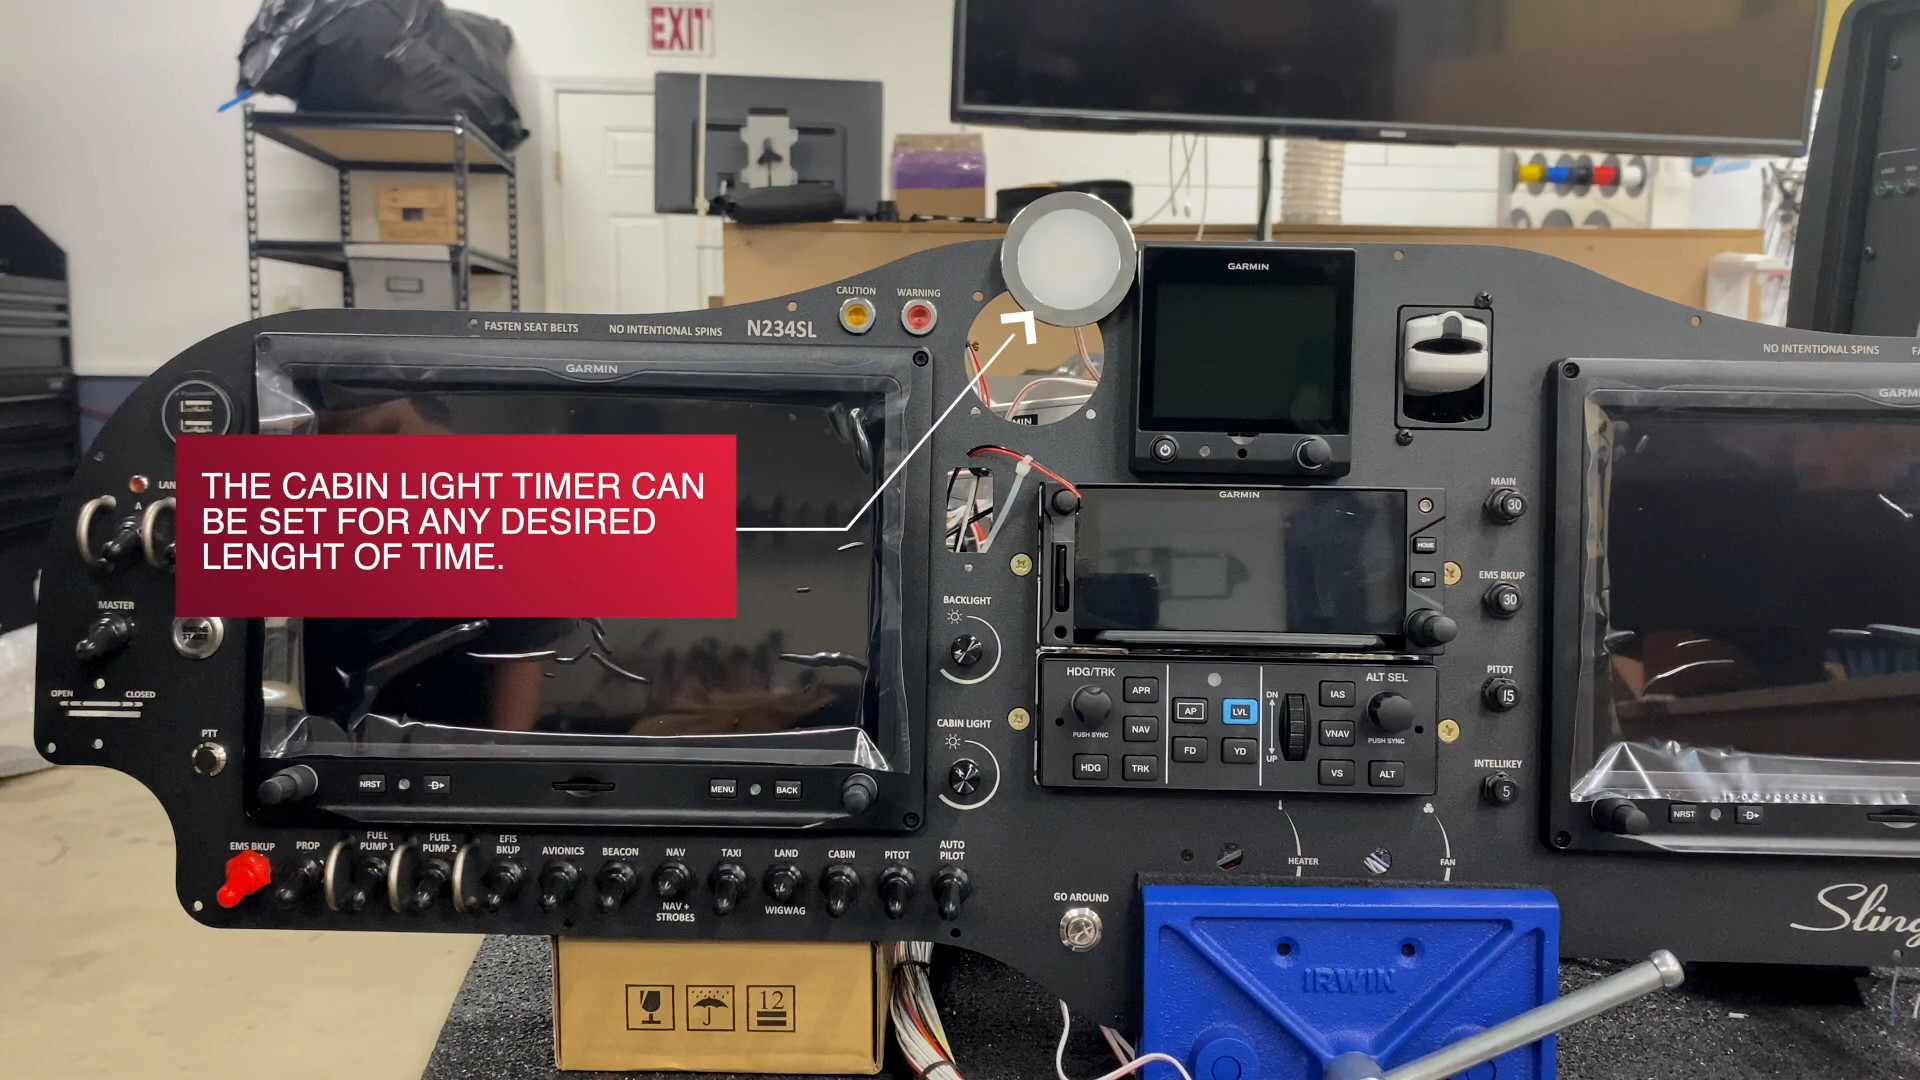 EXIT
GARMIN
CAUTION
WARNING
FASTEN SEAT BELTS
NO INTENTIONAL SPINS
N234SL
NO INTENTIONAL SPINS
GARMIN
GARMIN
THE CABIN LIGHT TIMER CAN
BE SET FOR ANY DESIRED
LENGHT OF TIME.
A
MAIN
30
HOME
EMS BKUP
30
MASTER
START
BACKLIGHT
OPEN
CLOSED
PTT
HDG/TRK
APR
PUSH SYNC
NAV
HDG
TRK
AP
LVL
FD
YD
DN
UP
IAS
VNAV
VS
ALT SEL
PUSH SYNC
ALT
PITOT
15
INTELLIKEY
5
CABIN LIGHT
NRST
MENU
BACK
NRST
EMS BKUP
PROP
FUEL
PUMP 1
FUEL
PUMP 2
EFIS
BKUP
AVIONICS
BEACON
NAV
NAV +
STROBES
TAXI
LAND
WIGWAG
CABIN
PITOT
AUTO
PILOT
HEATER
FAN
GO AROUND
Sling
IRWIN
12